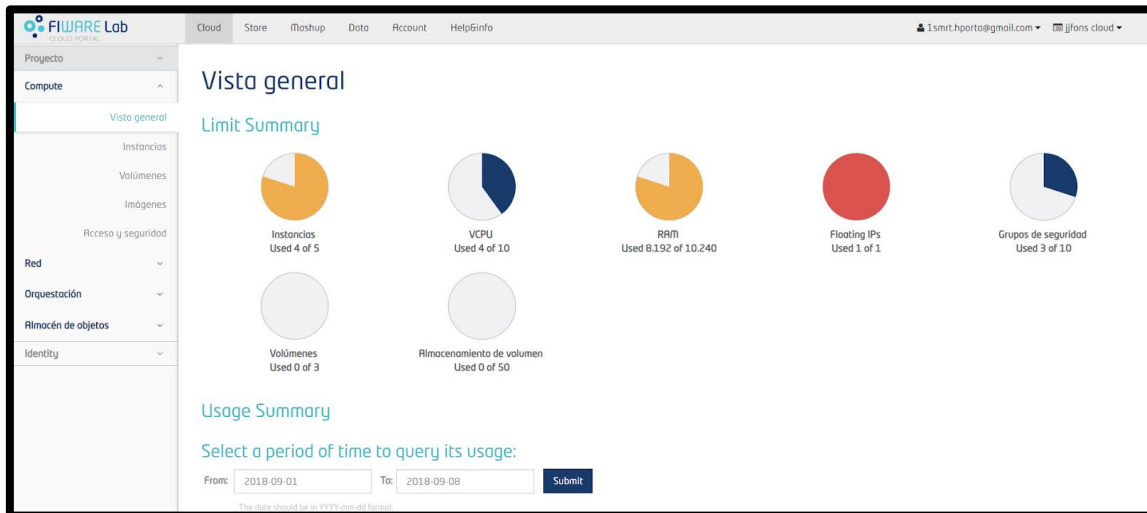 FIWARE Lab
CLOUD PORTAL
Cloud Store Mashup Data Account Help&info
1smrt.hporta@gmail.com jjfons cloud
Proyecto
Compute
Vista general
Instancias
Volúmenes
Imágenes
Acceso y seguridad
Red
Orquestación
Almacén de objetos
Identity
Vista general
Limit Summary
Instancias
Used 4 of 5
VCPU
Used 4 of 10
RAM
Used 8.192 of 10.240
Floating IPs
Used 1 of 1
Grupos de seguridad
Used 3 of 10
Volúmenes
Used 0 of 3
Almacenamiento de volumen
Used 0 of 50
Usage Summary
Select a period of time to query its usage:
From: 2018-09-01 To: 2018-09-08 Submit
The date should be in YYYY-mm-dd format.